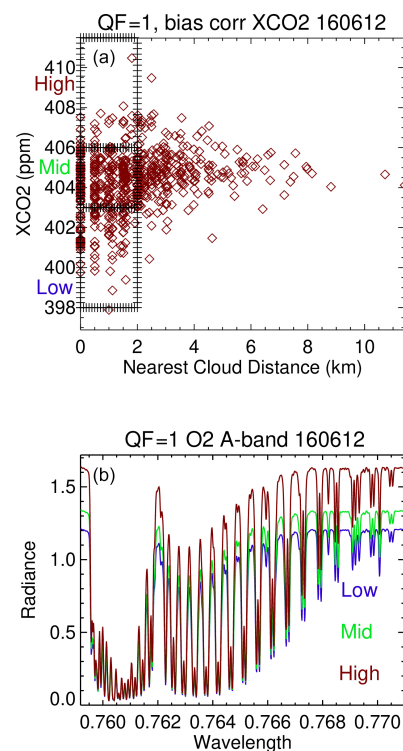 QF=1, bias corr XCO2 160612
(a)
410
High
408
406
Mid
404
402
400
Low
398
XCO2 (ppm)
0 2 4 6 8 10
Nearest Cloud Distance (km)
QF=1 O2 A-band 160612
(b)
1.5
1.0
0.5
0.0
Radiance
Low
Mid
High
0.760 0.762 0.764 0.766 0.768 0.770
Wavelength